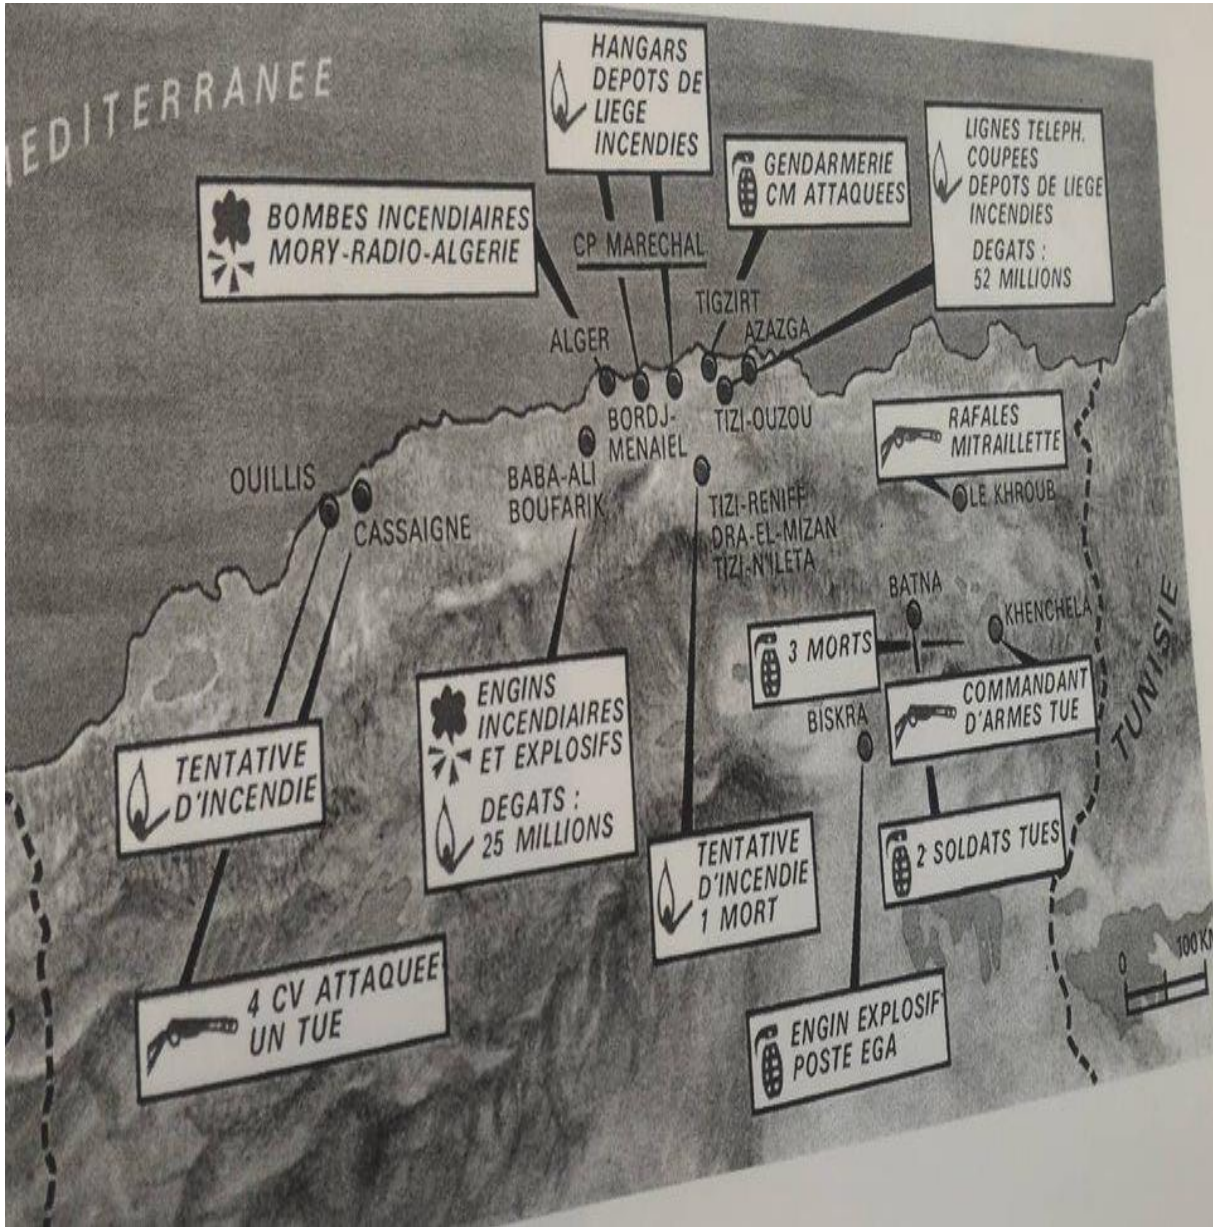 MEDITERRANEE
HANGARS
DEPOTS DE
LIEGE
INCENDIES
GENDARMERIE
CM ATTAQUEES
LIGNES TELEPH.
COUPEES
DEPOTS DE LIEGE
INCENDIES
DEGATS :
52 MILLIONS
BOMBES INCENDIAIRES
MORY-RADIO-ALGERIE
CP MARECHAL
TIGZIRT
AZAZGA
ALGER
BORDJ-
MENAIEL
TIZI-OUZOU
RAFALES
MITRAILLETTE
LE KHROUB
OUILLIS
CASSAIGNE
BABA-ALI
BOUFARIK
TIZI-RENIFF
DRA-EL-MIZAN
TIZI-N'ILETA
BATNA
KHENCHELA
TUNISIE
3 MORTS
BISKRA
COMMANDANT
D'ARMES TUE
ENGINS
INCENDIAIRES
ET EXPLOSIFS
DEGATS :
25 MILLIONS
TENTATIVE
D'INCENDIE
2 SOLDATS TUES
TENTATIVE
D'INCENDIE
1 MORT
4 CV ATTAQUEE
UN TUE
ENGIN EXPLOSIF
POSTE EGA
0 100 KM